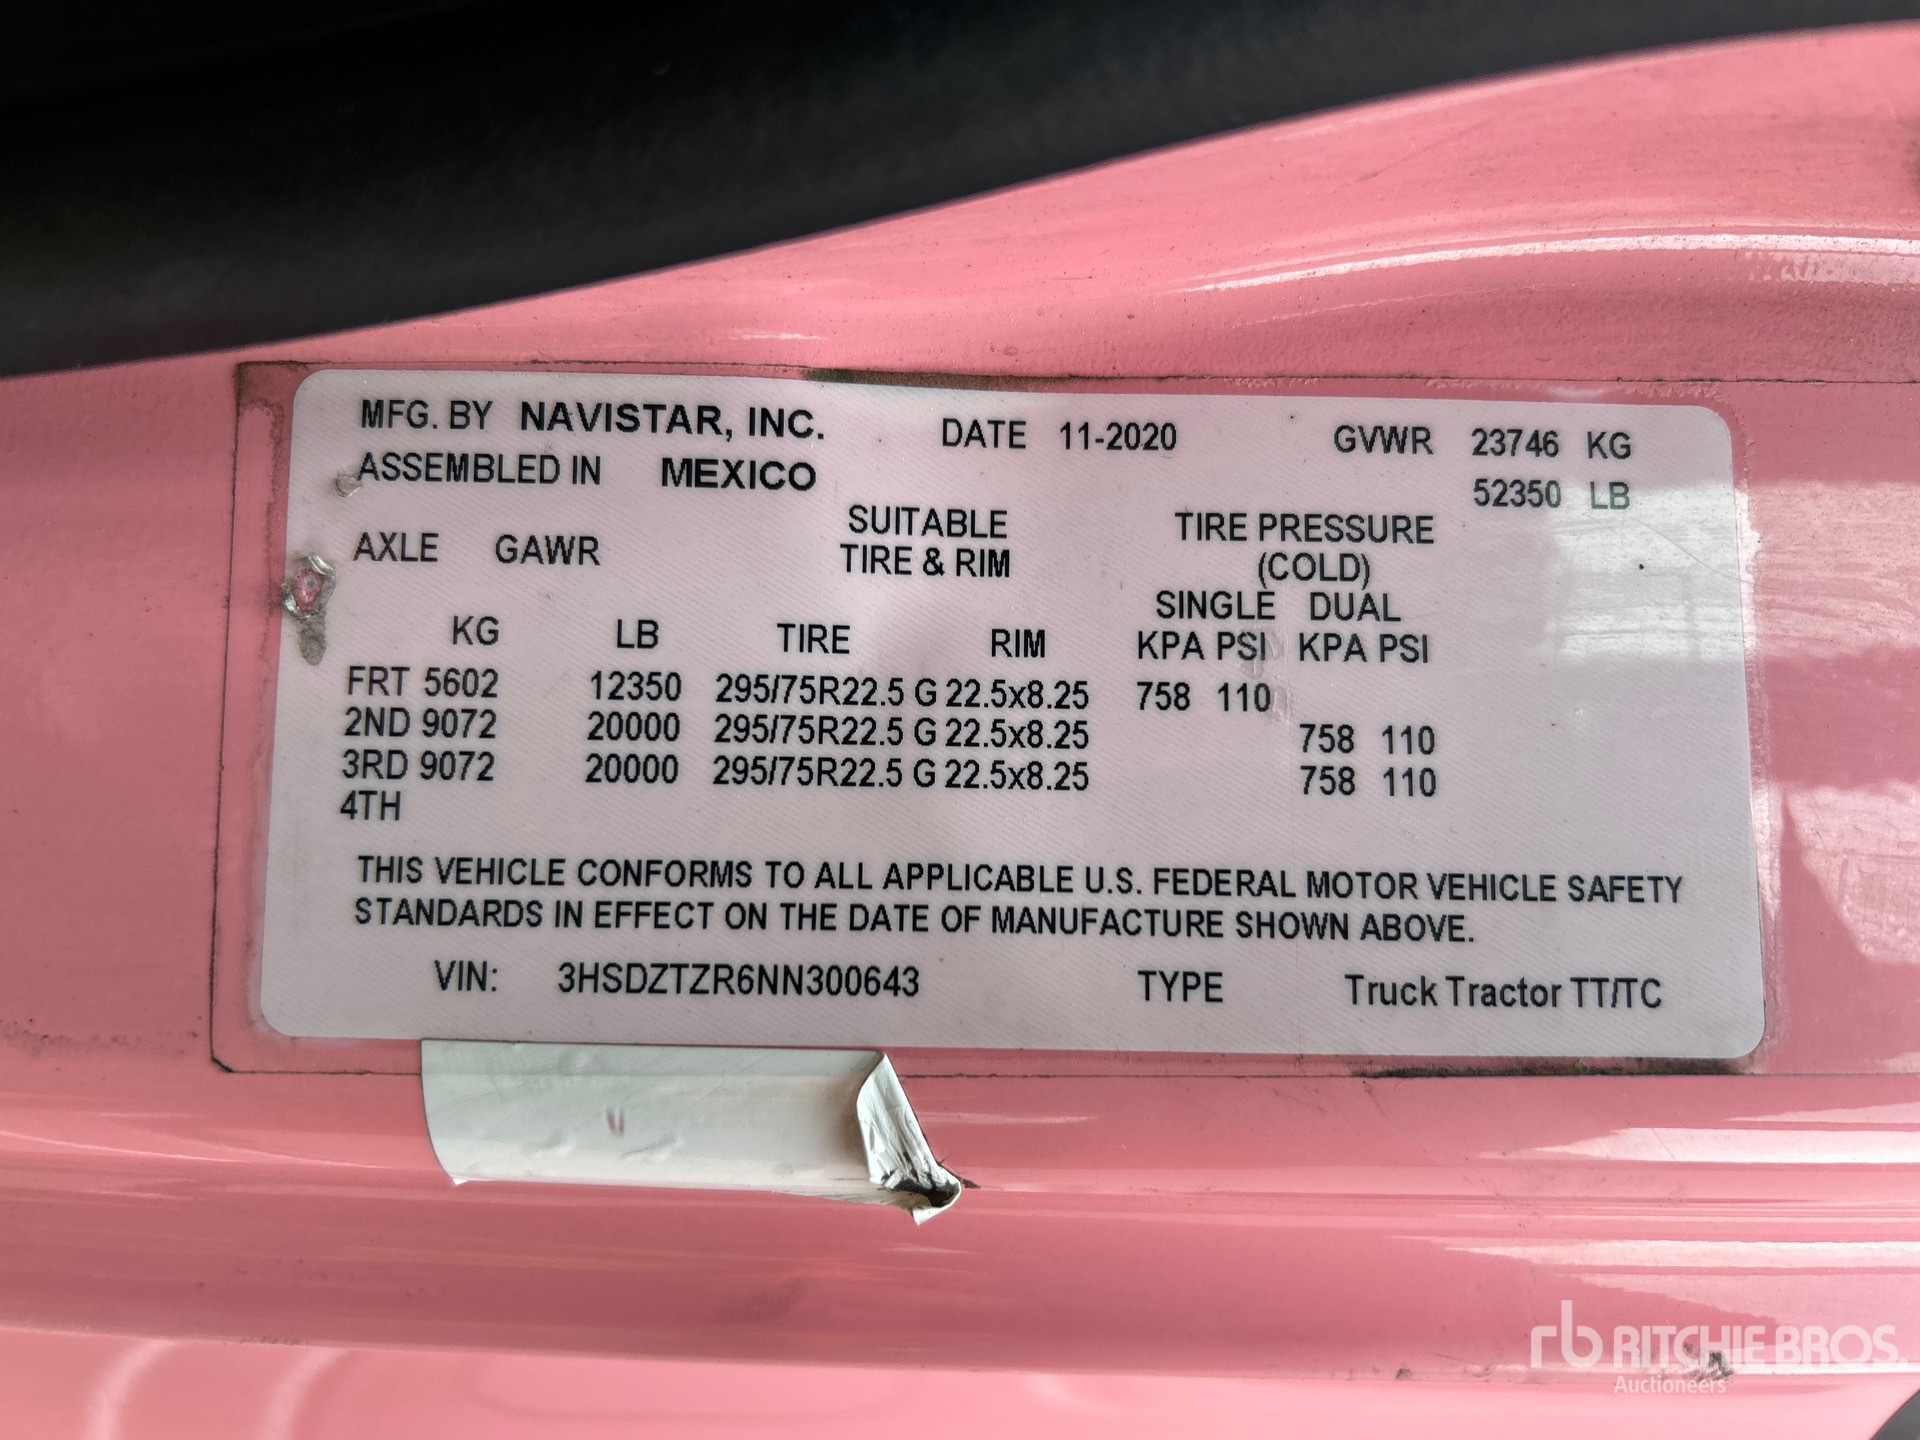 MFG. BY NAVISTAR, INC. DATE 11-2020 GVWR 23746 KG
ASSEMBLED IN MEXICO 52350 LB
AXLE GAWR SUITABLE TIRE & RIM TIRE PRESSURE (COLD)
SINGLE DUAL
KG LB TIRE RIM KPA PSI KPA PSI
FRT 5602 12350 295/75R22.5 G 22.5x8.25 758 110
2ND 9072 20000 295/75R22.5 G 22.5x8.25 758 110
3RD 9072 20000 295/75R22.5 G 22.5x8.25 758 110
4TH
THIS VEHICLE CONFORMS TO ALL APPLICABLE U.S. FEDERAL MOTOR VEHICLE SAFETY
STANDARDS IN EFFECT ON THE DATE OF MANUFACTURE SHOWN ABOVE.
VIN: 3HSDZTZR6NN300643 TYPE Truck Tractor TT/TC
rb RITCHIE BROS.
Auctioneers